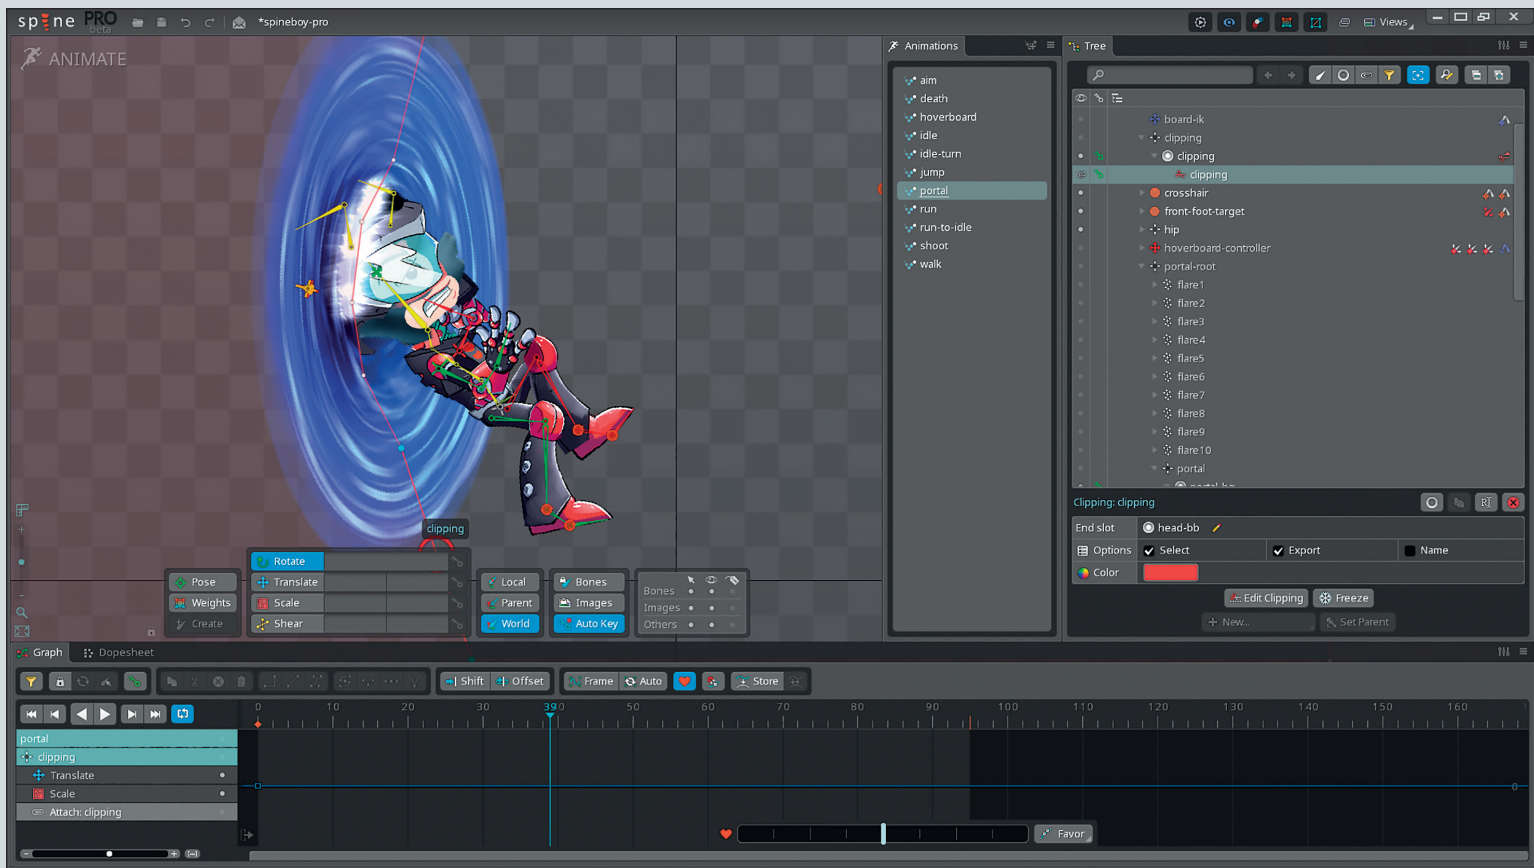 spine PRO beta *spineboy-pro Views
ANIMATE
Animations
aim
death
hoverboard
idle
idle-turn
jump
portal
run
run-to-idle
shoot
walk
Tree
board-ik
clipping
clipping
clipping
crosshair
front-foot-target
hip
hoverboard-controller
portal-root
flare1
flare2
flare3
flare4
flare5
flare6
flare7
flare8
flare9
flare10
portal
portal-bg
Clipping: clipping
End slot head-bb
Options Select Export Name
Color
Edit Clipping Freeze
New... Set Parent
clipping
Pose
Weights
Create
Rotate
Translate
Scale
Shear
Local
Parent
World
Bones
Images
Auto Key
Bones
Images
Others
Graph Dopesheet
Shift Offset Frame Auto Store
0 10 20 30 39 40 50 60 70 80 90 100 110 120 130 140 150 160
portal
clipping
Translate
Scale
Attach: clipping
0
Favor